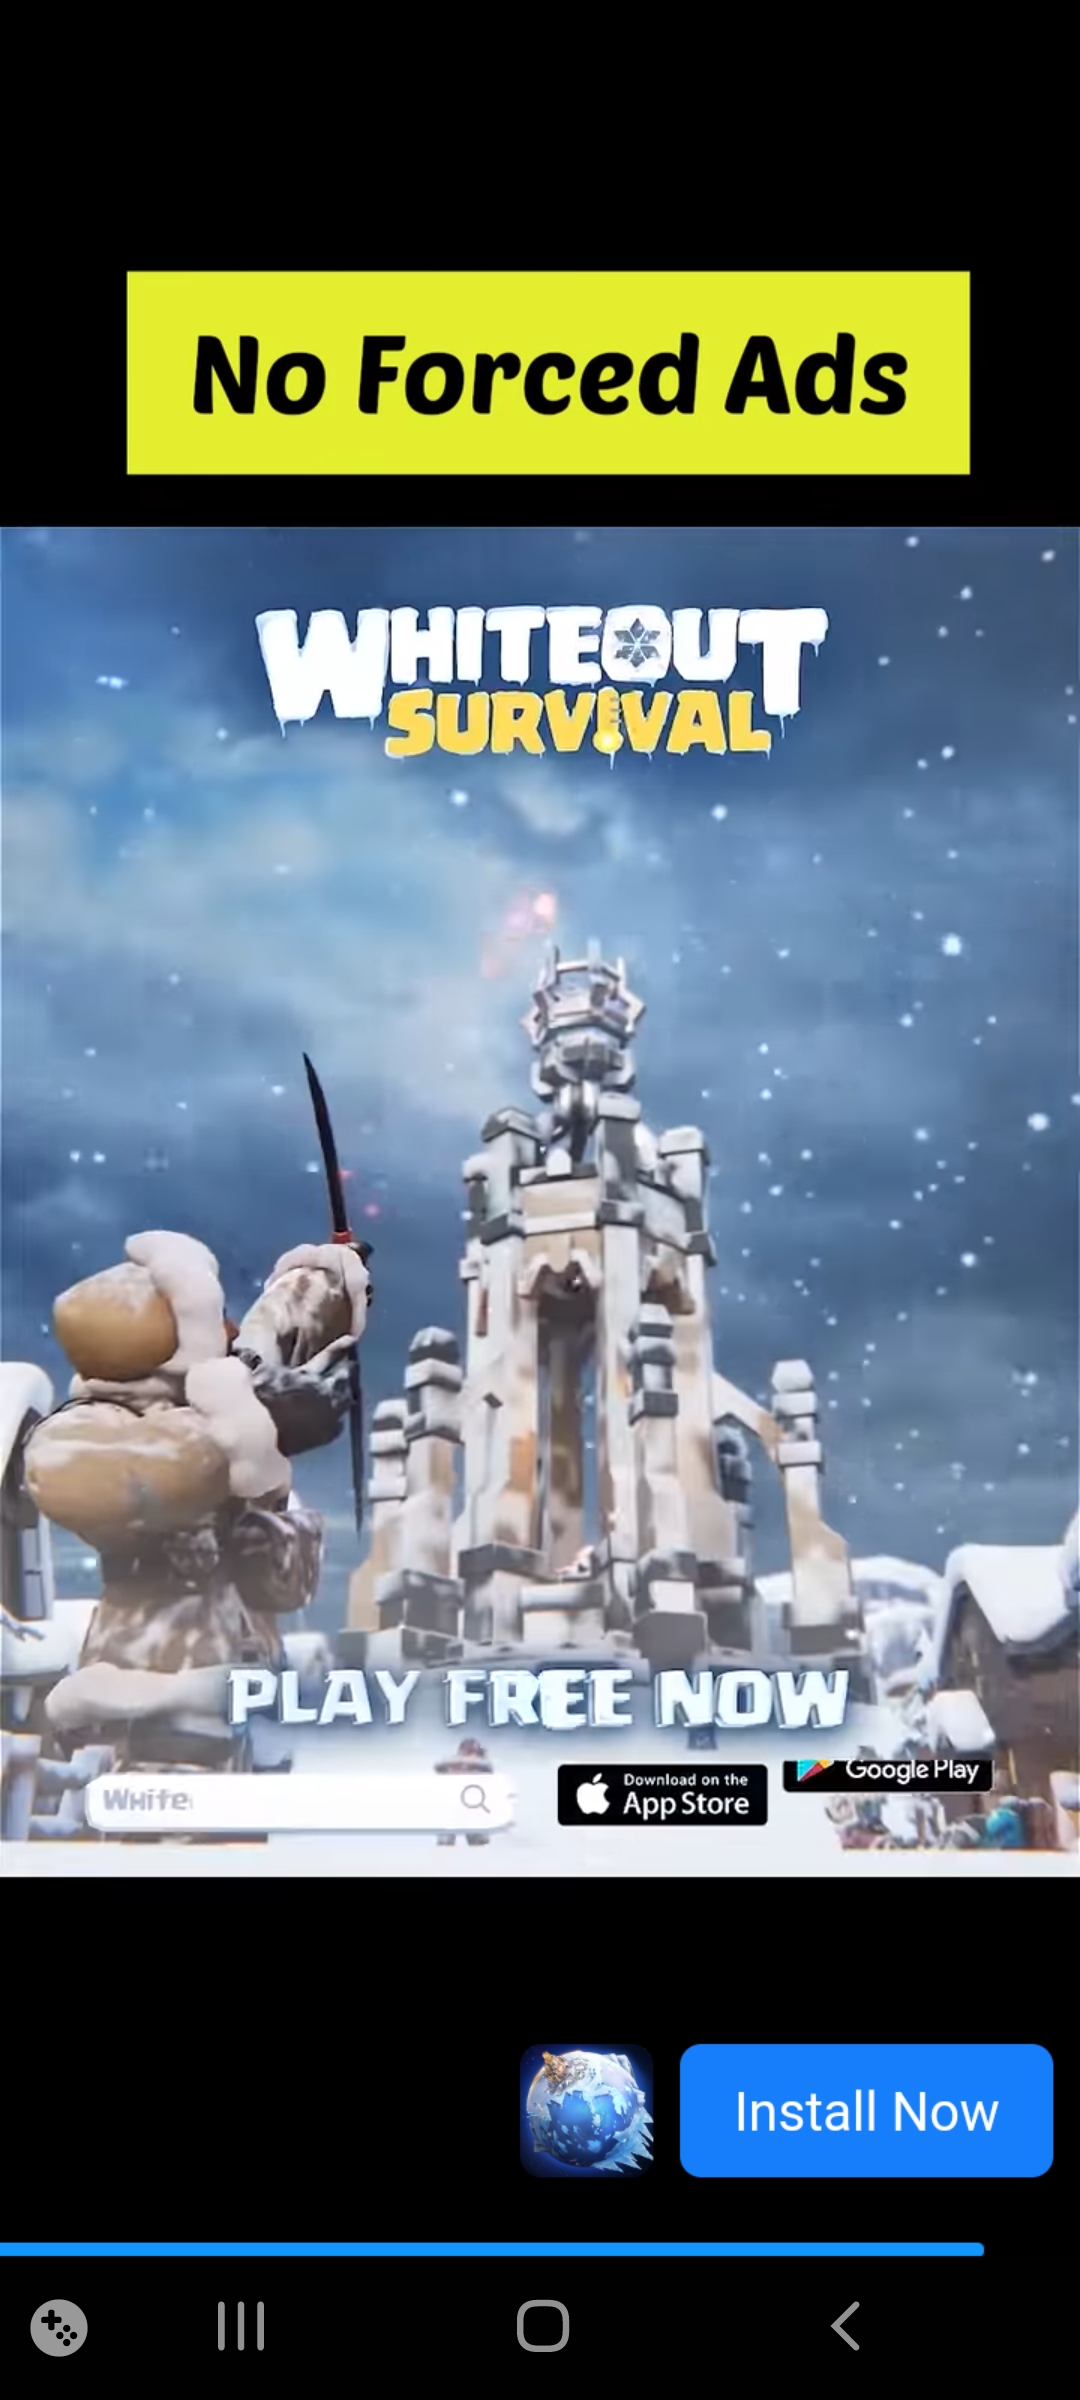 No Forced Ads
WHITEOUT
SURVIVAL
PLAY FREE NOW
White
Download on the
App Store
Google Play
Install Now